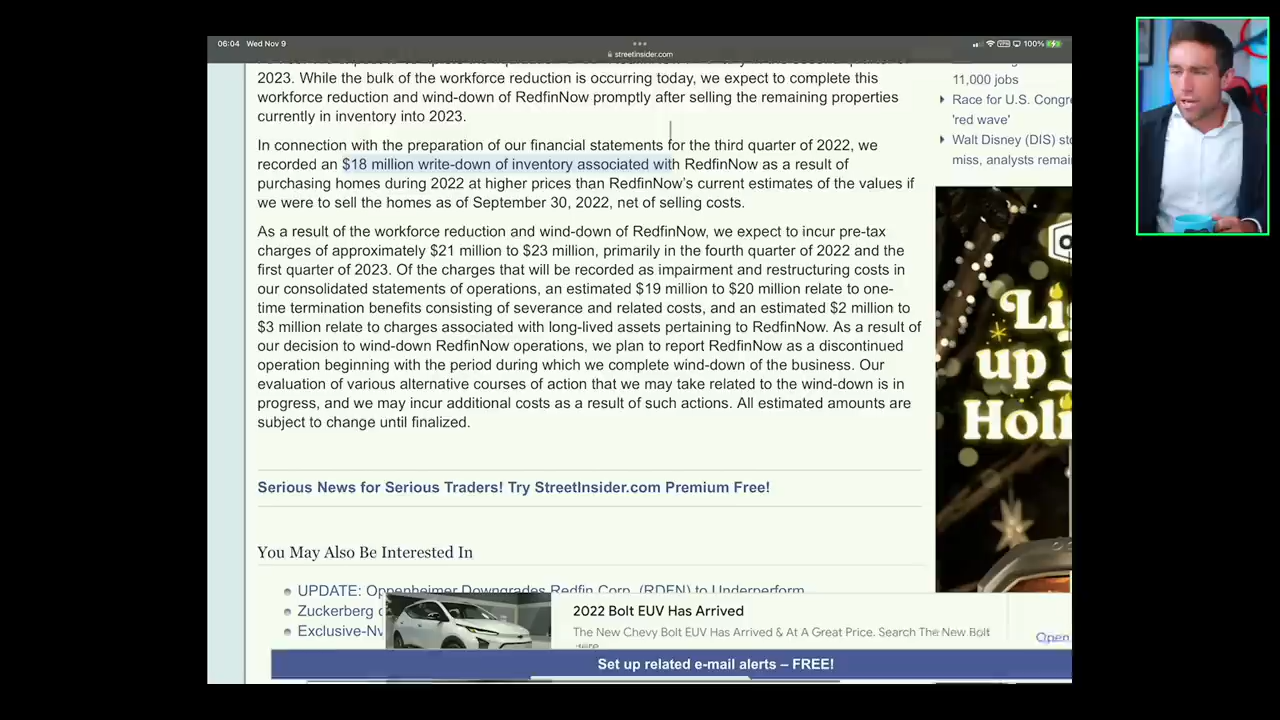 06:04 Wed Nov 9
streetinsider.com
100%
2023. While the bulk of the workforce reduction is occurring today, we expect to complete this
workforce reduction and wind-down of RedfinNow promptly after selling the remaining properties
currently in inventory into 2023.
In connection with the preparation of our financial statements for the third quarter of 2022, we
recorded an $18 million write-down of inventory associated with RedfinNow as a result of
purchasing homes during 2022 at higher prices than RedfinNow's current estimates of the values if
we were to sell the homes as of September 30, 2022, net of selling costs.
As a result of the workforce reduction and wind-down of RedfinNow, we expect to incur pre-tax
charges of approximately $21 million to $23 million, primarily in the fourth quarter of 2022 and the
first quarter of 2023. Of the charges that will be recorded as impairment and restructuring costs in
our consolidated statements of operations, an estimated $19 million to $20 million relate to one-
time termination benefits consisting of severance and related costs, and an estimated $2 million to
$3 million relate to charges associated with long-lived assets pertaining to RedfinNow. As a result of
our decision to wind-down RedfinNow operations, we plan to report RedfinNow as a discontinued
operation beginning with the period during which we complete wind-down of the business. Our
evaluation of various alternative courses of action that we may take related to the wind-down is in
progress, and we may incur additional costs as a result of such actions. All estimated amounts are
subject to change until finalized.
Serious News for Serious Traders! Try StreetInsider.com Premium Free!
You May Also Be Interested In
UPDATE: Oppenheimer Downgrades Redfin Corp. (RDFN) to Underperform
Zuckerberg
Exclusive-Nv
11,000 jobs
Race for U.S. Congr
'red wave'
Walt Disney (DIS) sto
miss, analysts remai
Li
up
Holi
2022 Bolt EUV Has Arrived
The New Chevy Bolt EUV Has Arrived & At A Great Price. Search The New Bolt
Here
Open
Set up related e-mail alerts – FREE!